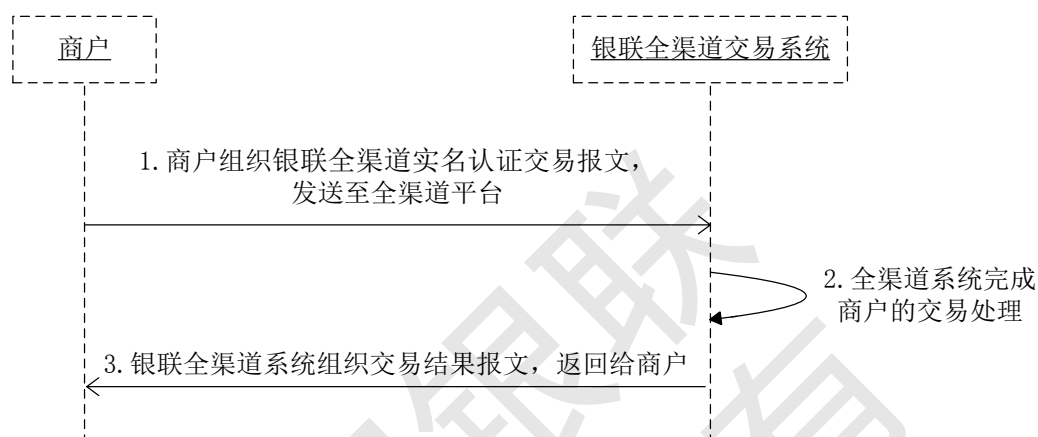 商户
银联全渠道交易系统
1.商户组织银联全渠道实名认证交易报文，
发送至全渠道平台
2.全渠道系统完成
商户的交易处理
3.银联全渠道系统组织交易结果报文，返回给商户
银联
有